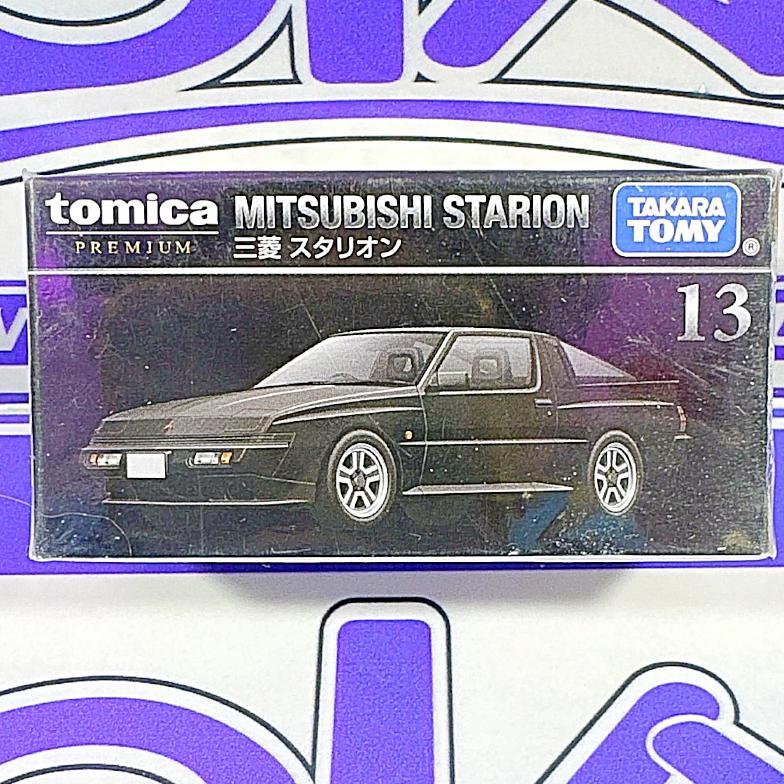 tomica
PREMIUM
MITSUBISHI STARION
三菱 スタリオン
TAKARA
TOMY
®
13